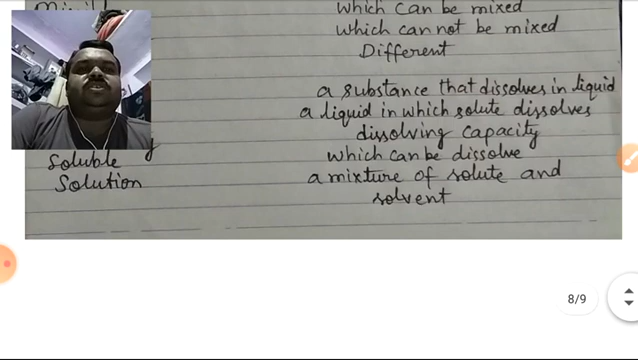 which can be mixed
which can not be mixed
Different
a substance that dissolves in liquid
a liquid in which solute dissolves
dissolving capacity
Soluble which can be dissolve
Solution a mixture of solute and
solvent
8/9